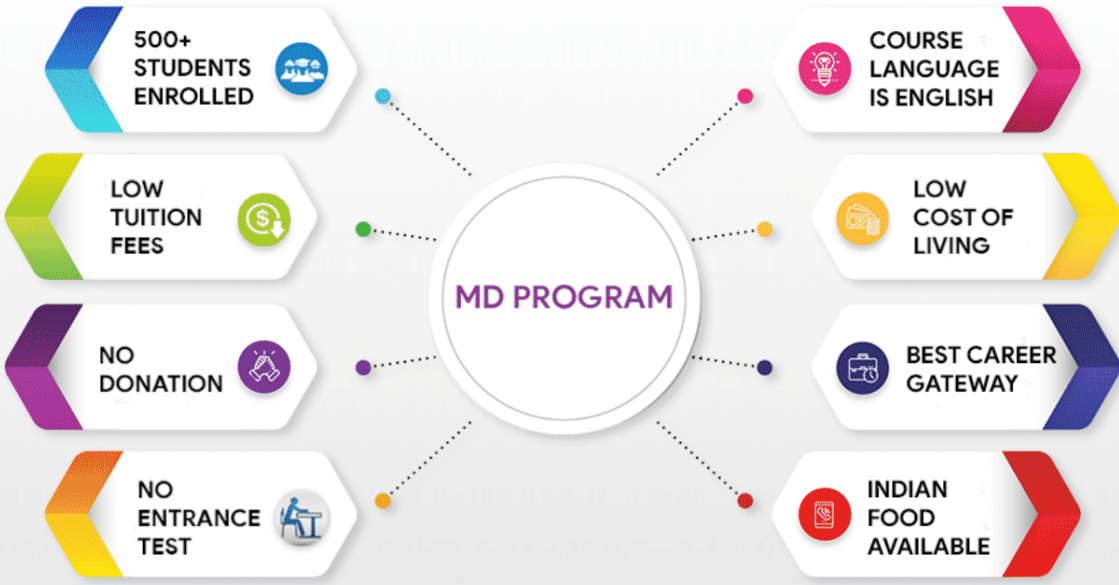 500+
STUDENTS
ENROLLED
LOW
TUITION
FEES
NO
DONATION
NO
ENTRANCE
TEST
MD PROGRAM
COURSE
LANGUAGE
IS ENGLISH
LOW
COST OF
LIVING
BEST CAREER
GATEWAY
INDIAN
FOOD
AVAILABLE